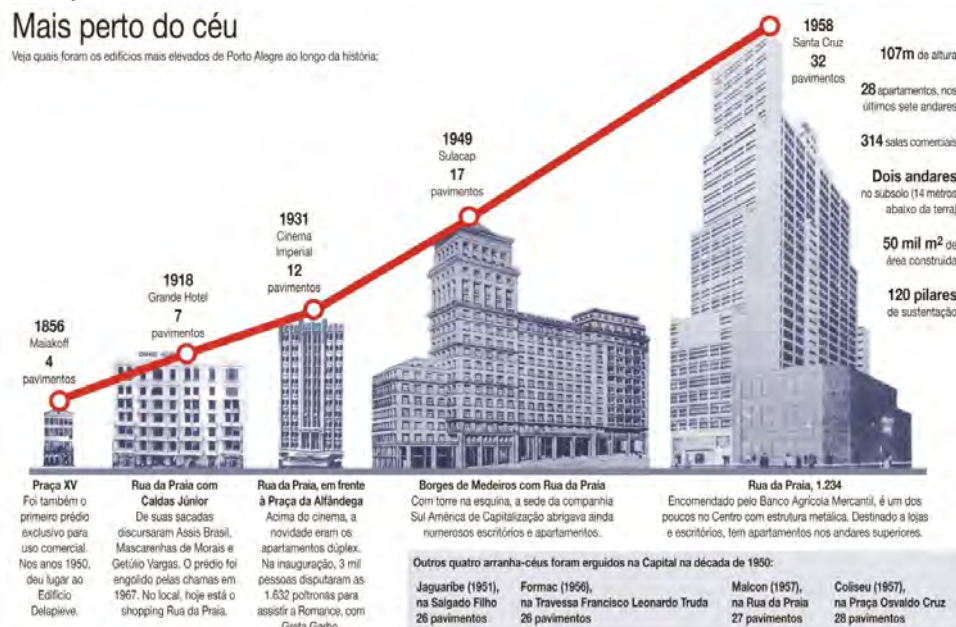 Mais perto do céu
Veja quais foram os edifícios mais elevados de Porto Alegre ao longo da história:
1856
Maiakoff
4
pavimentos
1918
Grande Hotel
7
pavimentos
1931
Cinema
Imperial
12
pavimentos
1949
Sulacap
17
pavimentos
1958
Santa Cruz
32
pavimentos
107m de altura
28 apartamentos, nos
últimos sete andares
314 salas comerciais
Dois andares
no subsolo (14 metros
abaixo da terra)
50 mil m² de
área construída
120 pilares
de sustentação
Praça XV
Foi também o
primeiro prédio
exclusivo para
uso comercial.
Nos anos 1950,
deu lugar ao
Edifício
Delapieve.
Rua da Praia com
Caldas Júnior
De suas sacadas
discursaram Assis Brasil,
Mascarenhas de Morais e
Getúlio Vargas. O prédio foi
engolido pelas chamas em
1967. No local, hoje está o
shopping Rua da Praia.
Rua da Praia, em frente
à Praça da Alfândega
Acima do cinema, a
novidade eram os
apartamentos dúplex.
Na inauguração, 3 mil
pessoas disputaram as
1.632 poltronas para
assistir a Romance, com
Greta Garbo
Borges de Medeiros com Rua da Praia
Com torre na esquina, a sede da companhia
Sul América de Capitalização abrigava ainda
numerosos escritórios e apartamentos.
Rua da Praia, 1.234
Encomendado pelo Banco Agrícola Mercantil, é um dos
poucos no Centro com estrutura metálica. Destinado a lojas
e escritórios, tem apartamentos nos andares superiores.
Outros quatro arranha-céus foram erguidos na Capital na década de 1950:
Jaguaribe (1951),
na Salgado Filho
26 pavimentos
Formac (1956),
na Travessa Francisco Leonardo Truda
26 pavimentos
Malcon (1957),
na Rua da Praia
27 pavimentos
Coliseu (1957),
na Praça Osvaldo Cruz
28 pavimentos